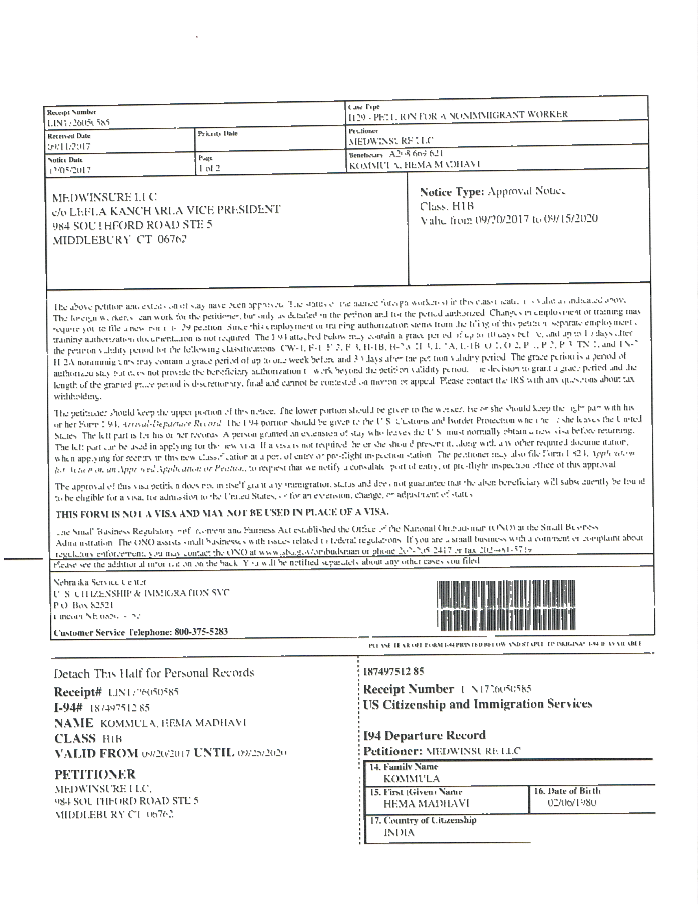 Receipt Number
LIN1726050585
Case Type
I129 - PETITION FOR A NONIMMIGRANT WORKER
Received Date
09/11/2017
Priority Date
Petitioner
MEDWINSURE LLC
Notice Date
12/05/2017
Page
1 of 2
Beneficiary
KOMMULA, HEMA MADHAVI
MEDWINSURE LLC
c/o LEELA KANCHARLA VICE PRESIDENT
984 SOUTHFORD ROAD STE 5
MIDDLEBURY CT 06762
Notice Type: Approval Notice
Class: H1B
Valid from 09/20/2017 to 09/15/2020
The above petition and extension of stay have been approved. The status of the named foreign worker(s) in this classification is valid as indicated above.
The foreign worker(s) can work for the petitioner, but only as detailed in the petition and for the period authorized. Changes in employment or training may
require you to file a new Form I-129 petition. Since this employment or training authorization stems from the filing of this petition, separate employment
training authorization documentation is not required. The I-94 attached below may contain a grace period of up to 10 days before, and up to 10 days after
the petition validity period for the following classifications: CW-1, E-1, E-2, E-3, H-1B, H-2B, H-3, L-1A, L-1B, O-1, O-2, P-1, P-2, P-3, TN-1, and TN-2.
H-2A nonimmigrants may contain a grace period of up to one week before and 30 days after the petition validity period. The grace period is a period of
authorized stay but does not provide the beneficiary authorization to work beyond the petition validity period. The decision to grant a grace period and the
length of the granted grace period is discretionary, final and cannot be contested on motion or appeal. Please contact the IRS with any questions about tax
withholding.
The petitioner should keep the upper portion of this notice. The lower portion should be given to the worker. He or she should keep the right part with his
or her Form I-94, Arrival-Departure Record. The I-94 portion should be given to the U.S. Customs and Border Protection when he or she leaves the United
States. The left part is for his or her records. A person granted an extension of stay who leaves the U.S. must normally obtain a new visa before returning.
The left part can be used in applying for the new visa. If a visa is not required, he or she should present it, along with any other required documentation,
when applying for reentry in this new classification at a port of entry or pre-flight inspection station. The petitioner may also file Form I-824, Application
for Action on an Approved Application or Petition, to request that we notify a consulate, port of entry, or pre-flight inspection office of this approval.
The approval of this visa petition does not in itself grant any immigration status and does not guarantee that the alien beneficiary will subsequently be found
to be eligible for a visa, for admission to the United States, or for an extension, change, or adjustment of status.
THIS FORM IS NOT A VISA AND MAY NOT BE USED IN PLACE OF A VISA.
The Small Business Regulatory Enforcement and Fairness Act established the Office of the National Ombudsman (ONO) at the Small Business
Administration. The ONO assists small businesses with issues related to federal regulations. If you are a small business with a comment or complaint about
regulatory enforcement, you may contact the ONO at www.sba.gov/ombudsman or phone 202-205-2417 or fax 202-481-5719.
Please see the additional information on the back. You will be notified separately about any other cases you filed.
Nebraska Service Center
U. S. CITIZENSHIP & IMMIGRATION SVC
P.O. Box 82521
Lincoln NE
Customer Service Telephone: 800-375-5283
PLEASE TEAR OFF FORM I-94 PRINTED BELOW AND STAPLE TO ORIGINAL I-94 IF AVAILABLE
Detach This Half for Personal Records
Receipt# LIN1726050585
I-94# 187497512 85
NAME KOMMULA, HEMA MADHAVI
CLASS H1B
VALID FROM 09/20/2017 UNTIL 09/25/2020
PETITIONER
MEDWINSURE LLC,
984 SOUTHFORD ROAD STE 5
MIDDLEBURY CT 06762
187497512 85
Receipt Number LIN1726050585
US Citizenship and Immigration Services
I94 Departure Record
Petitioner: MEDWINSURE LLC
14. Family Name
KOMMULA
15. First (Given) Name
HEMA MADHAVI
16. Date of Birth
02/06/1980
17. Country of Citizenship
INDIA